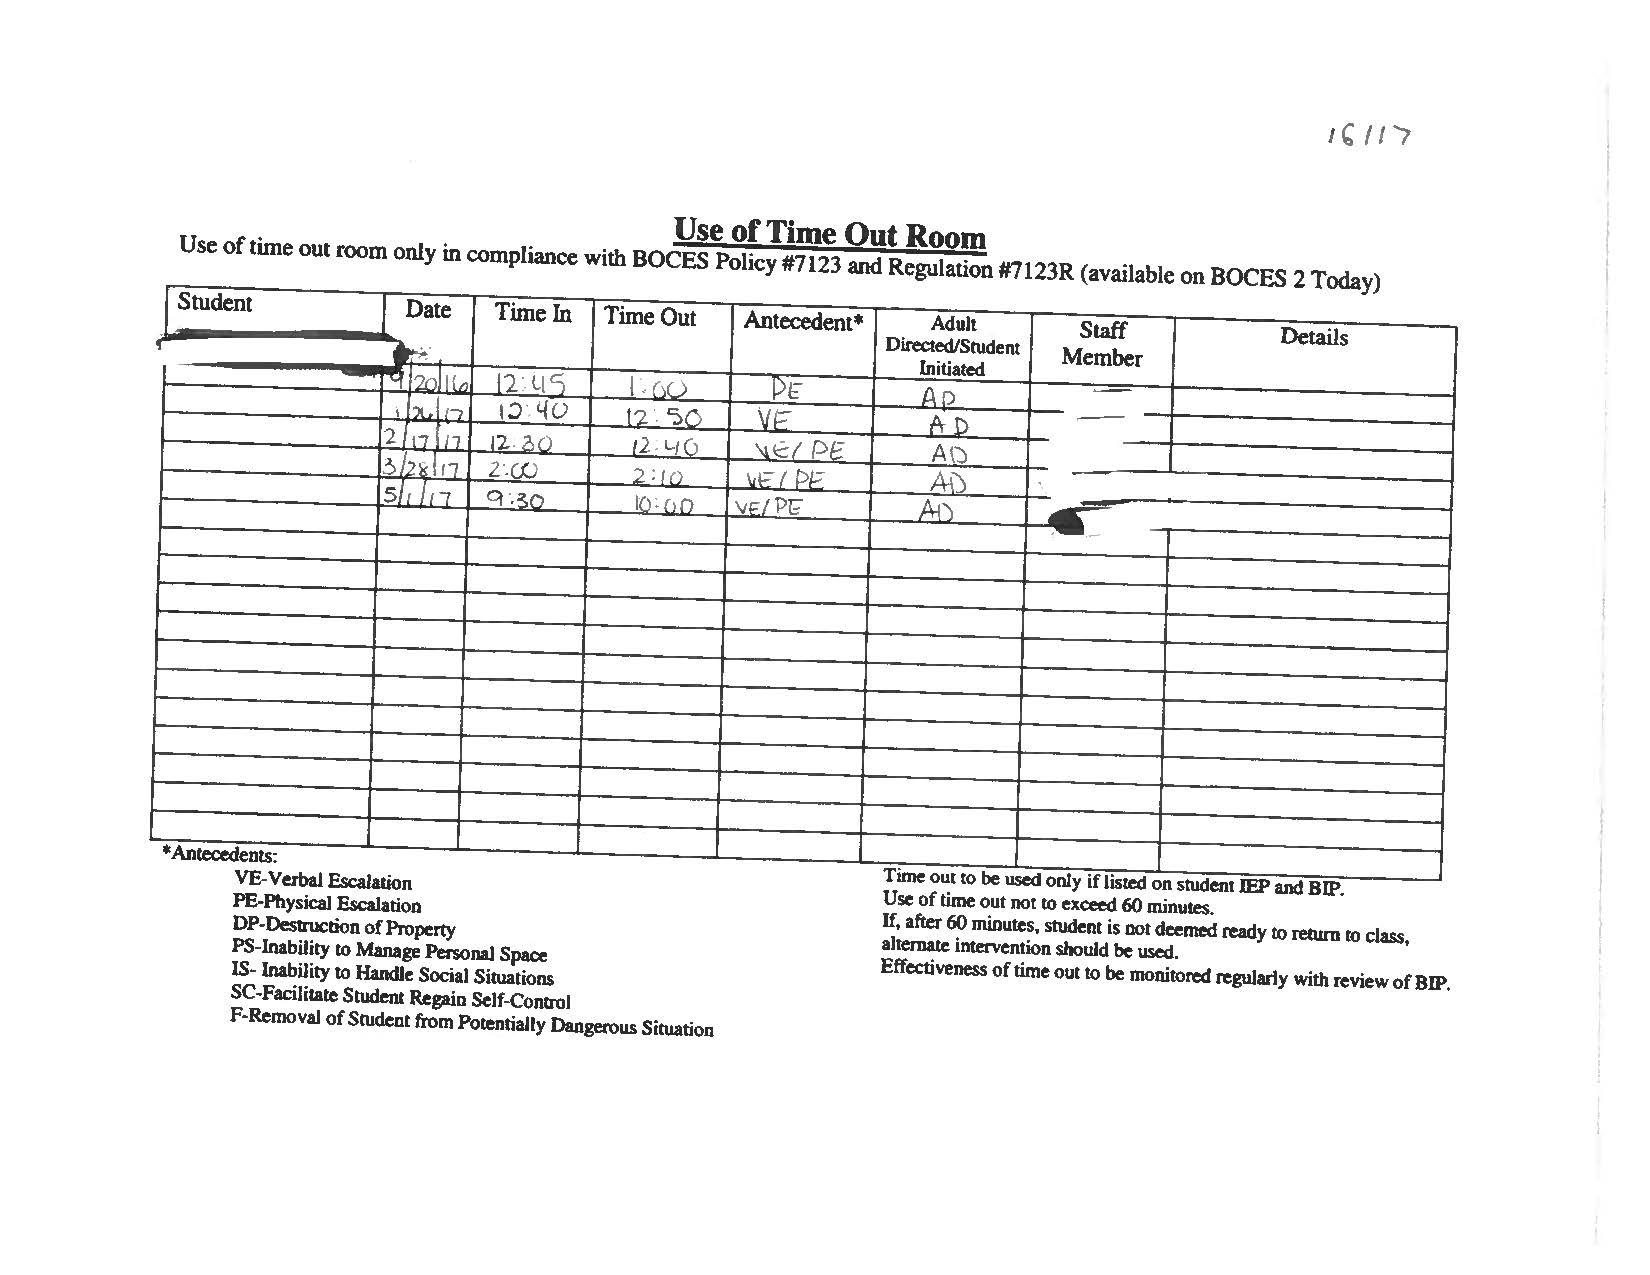 16/17
Use of Time Out Room
Use of time out room only in compliance with BOCES Policy #7123 and Regulation #7123R (available on BOCES 2 Today)
Student Date Time In Time Out Antecedent* Adult Directed/Student Initiated Staff Member Details
9/20/16 12:45 1:00 PE AD
1/26/17 12:40 12:50 VE AD
2/17/17 12:30 12:40 VE/PE AD
3/28/17 2:00 2:10 VE/PE AD
5/1/17 9:30 10:00 VE/PE AD
*Antecedents:
VE-Verbal Escalation
PE-Physical Escalation
DP-Destruction of Property
PS-Inability to Manage Personal Space
IS- Inability to Handle Social Situations
SC-Facilitate Student Regain Self-Control
F-Removal of Student from Potentially Dangerous Situation
Time out to be used only if listed on student IEP and BIP.
Use of time out not to exceed 60 minutes.
If, after 60 minutes, student is not deemed ready to return to class,
alternate intervention should be used.
Effectiveness of time out to be monitored regularly with review of BIP.